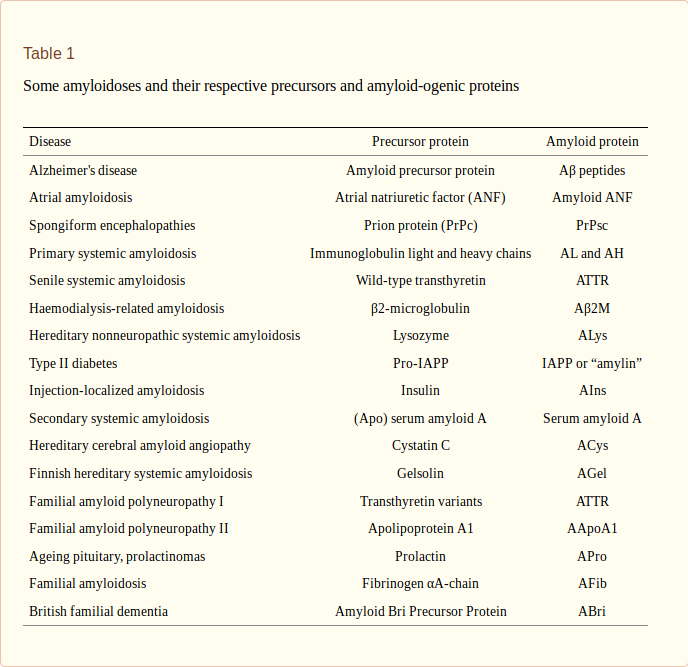 Table 1
Some amyloidoses and their respective precursors and amyloid-ogenic proteins
Disease Precursor protein Amyloid protein
Alzheimer's disease Amyloid precursor protein Aβ peptides
Atrial amyloidosis Atrial natriuretic factor (ANF) Amyloid ANF
Spongiform encephalopathies Prion protein (PrPc) PrPsc
Primary systemic amyloidosis Immunoglobulin light and heavy chains AL and AH
Senile systemic amyloidosis Wild-type transthyretin ATTR
Haemodialysis-related amyloidosis β2-microglobulin Aβ2M
Hereditary nonneuropathic systemic amyloidosis Lysozyme ALys
Type II diabetes Pro-IAPP IAPP or “amylin”
Injection-localized amyloidosis Insulin AIns
Secondary systemic amyloidosis (Apo) serum amyloid A Serum amyloid A
Hereditary cerebral amyloid angiopathy Cystatin C ACys
Finnish hereditary systemic amyloidosis Gelsolin AGel
Familial amyloid polyneuropathy I Transthyretin variants ATTR
Familial amyloid polyneuropathy II Apolipoprotein A1 AApoA1
Ageing pituitary, prolactinomas Prolactin APro
Familial amyloidosis Fibrinogen αA-chain AFib
British familial dementia Amyloid Bri Precursor Protein ABri